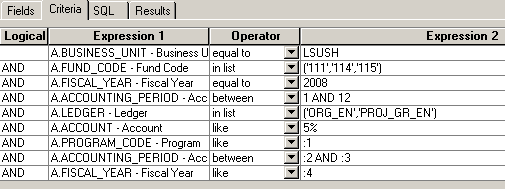 Fields Criteria SQL Results
Logical Expression 1 Operator Expression 2
A.BUSINESS_UNIT - Business U equal to LSUSH
AND A.FUND_CODE - Fund Code in list ('111','114','115')
AND A.FISCAL_YEAR - Fiscal Year equal to 2008
AND A.ACCOUNTING_PERIOD - Acc between 1 AND 12
AND A.LEDGER - Ledger in list ('ORG_EN','PROJ_GR_EN')
AND A.ACCOUNT - Account like 5%
AND A.PROGRAM_CODE - Program like :1
AND A.ACCOUNTING_PERIOD - Acc between :2 AND :3
AND A.FISCAL_YEAR - Fiscal Year like :4